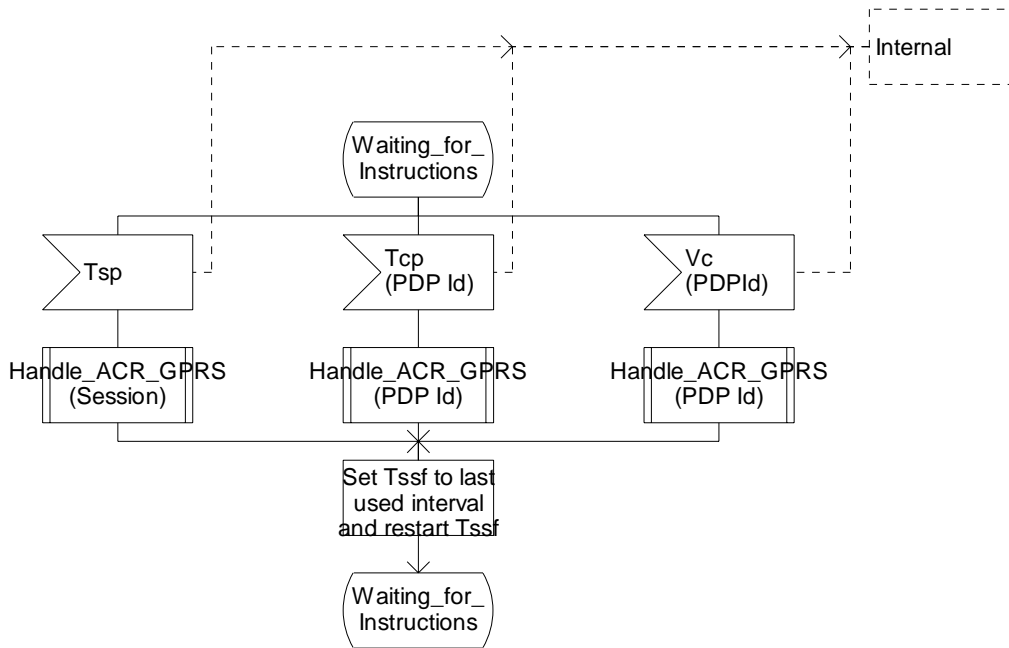 Internal
Waiting_for_
Instructions
Tsp
Tcp
(PDP Id)
Vc
(PDPId)
Handle_ACR_GPRS
(Session)
Handle_ACR_GPRS
(PDP Id)
Handle_ACR_GPRS
(PDP Id)
Set Tssf to last
used interval
and restart Tssf
Waiting_for_
Instructions